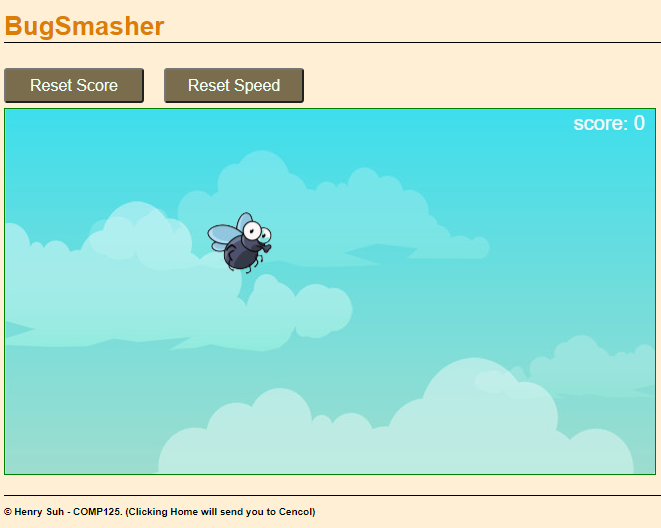 BugSmasher
Reset Score Reset Speed
score: 0
© Henry Suh - COMP125. (Clicking Home will send you to Cencol)